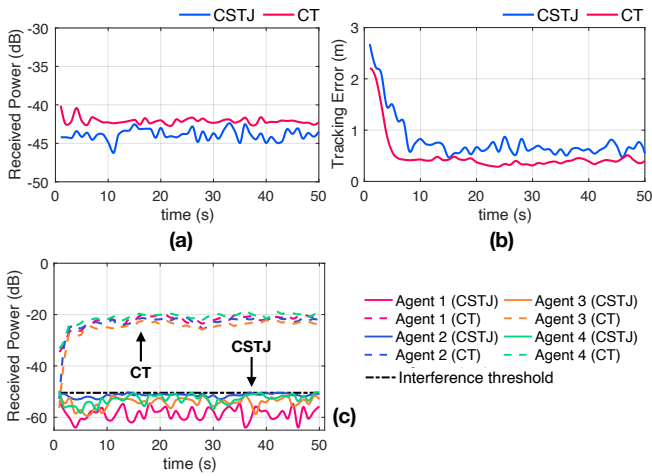 CSTJ CT
Received Power (dB)
-30
-35
-40
-45
-50
0 10 20 30 40 50
time (s)
(a)
CSTJ CT
Tracking Error (m)
3
2
1
0
0 10 20 30 40 50
time (s)
(b)
Received Power (dB)
0
-20
-40
-60
CT
CSTJ
0 10 20 30 40 50
time (s)
(c)
Agent 1 (CSTJ) Agent 3 (CSTJ)
Agent 1 (CT) Agent 3 (CT)
Agent 2 (CSTJ) Agent 4 (CSTJ)
Agent 2 (CT) Agent 4 (CT)
Interference threshold